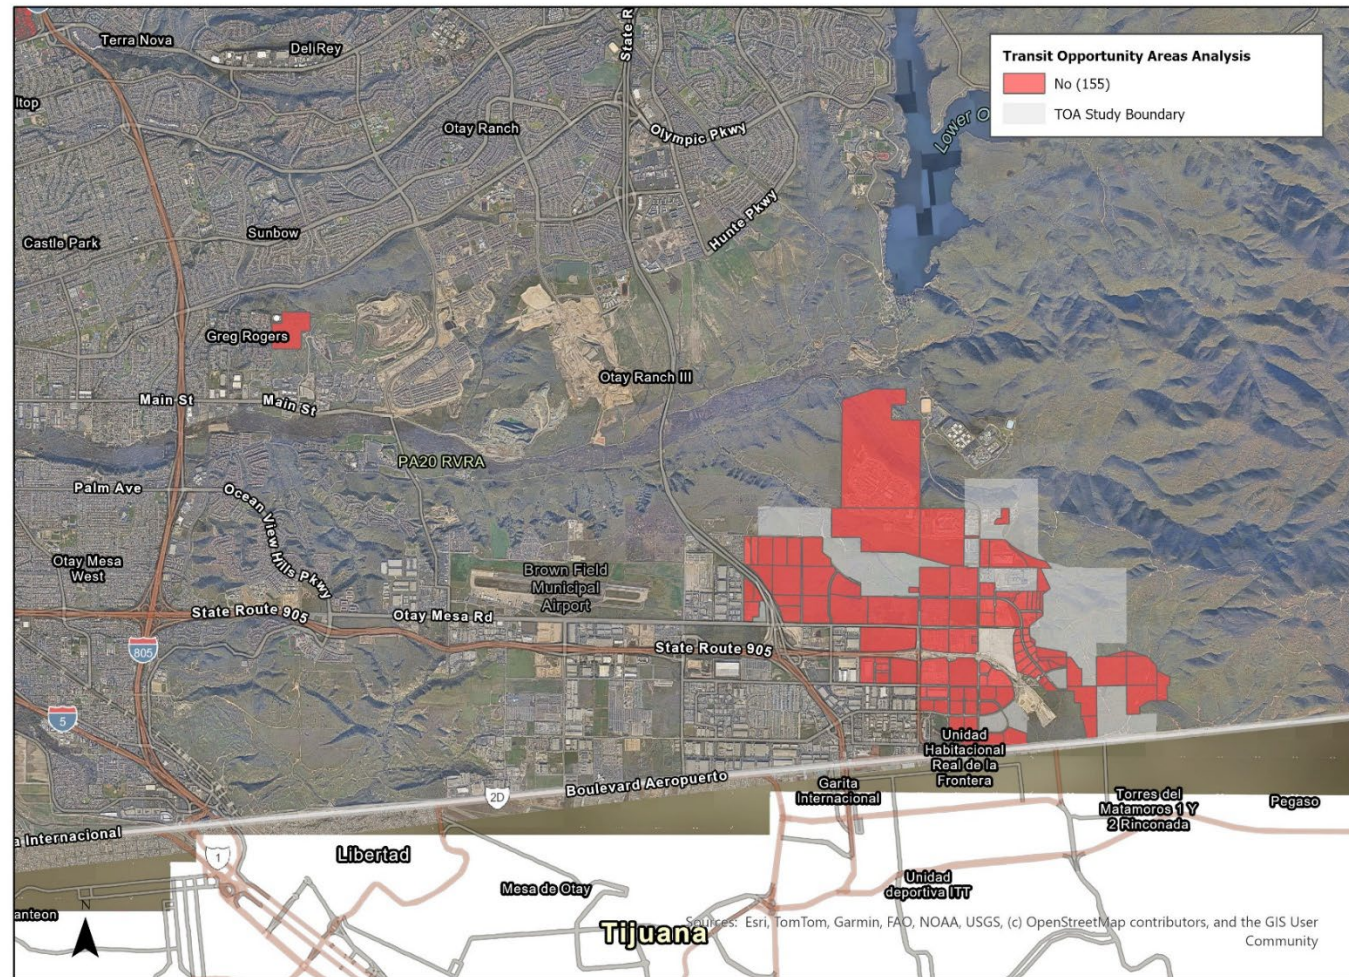 Terra Nova
Del Rey
State R
Transit Opportunity Areas Analysis
No (155)
TOA Study Boundary
ltop
Otay Ranch
Olympic Pkwy
Lower O
Castle Park
Sunbow
Hunte Pkwy
Greg Rogers
Otay Ranch III
Main St
Main St
PA20 RVRA
Palm Ave
Ocean View Hills Pkwy
Otay Mesa
West
Brown Field
Municipal
Airport
State Route 905
Otay Mesa Rd
State Route 905
805
5
Unidad
Habitacional
Real de la
Frontera
2D
Boulevard Aeropuerto
Garita
Internacional
Torres del
Matamoros 1 Y
2 Rinconada
Pegaso
a Internacional
1
Libertad
Mesa de Otay
Unidad
deportiva ITT
anteon
N
Tijuana
Sources: Esri, TomTom, Garmin, FAO, NOAA, USGS, (c) OpenStreetMap contributors, and the GIS User
Community